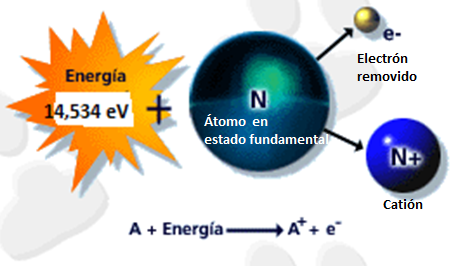 Energía
14,534 eV
+
N
Átomo en
estado fundamental
e-
Electrón
removido
N+
Catión
A + Energía ⟶ A⁺ + e⁻